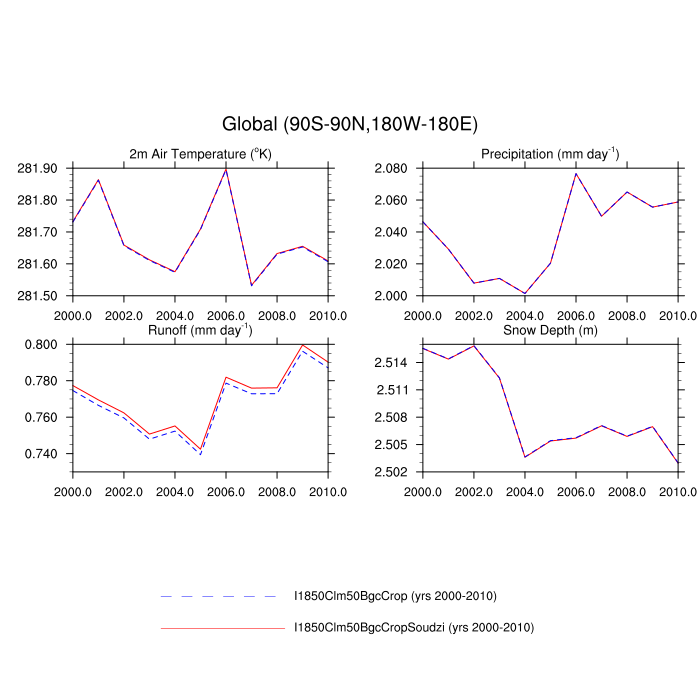 Global (90S-90N,180W-180E)
2m Air Temperature (°K)
281.90
281.80
281.70
281.60
281.50
2000.0 2002.0 2004.0 2006.0 2008.0 2010.0
Precipitation (mm day⁻¹)
2.080
2.060
2.040
2.020
2.000
2000.0 2002.0 2004.0 2006.0 2008.0 2010.0
Runoff (mm day⁻¹)
0.800
0.780
0.760
0.740
2000.0 2002.0 2004.0 2006.0 2008.0 2010.0
Snow Depth (m)
2.514
2.511
2.508
2.505
2.502
2000.0 2002.0 2004.0 2006.0 2008.0 2010.0
I1850Clm50BgcCrop (yrs 2000-2010)
I1850Clm50BgcCropSoudzi (yrs 2000-2010)